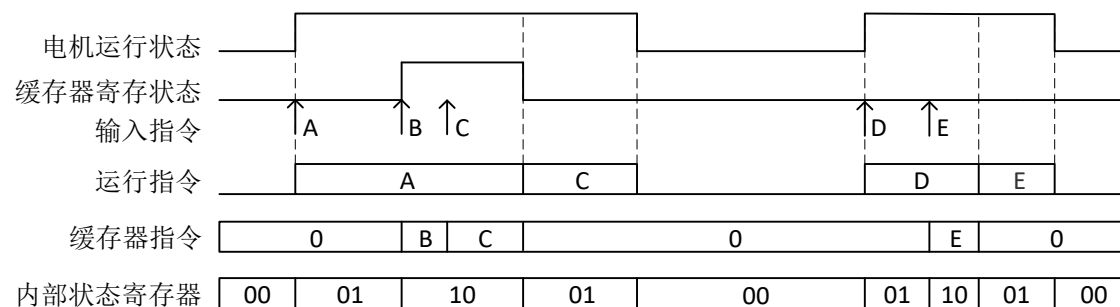 电机运行状态
缓存器寄存状态
输入指令 A B C D E
运行指令 A C D E
缓存器指令 0 B C 0 E 0
内部状态寄存器 00 01 10 01 00 01 10 01 00